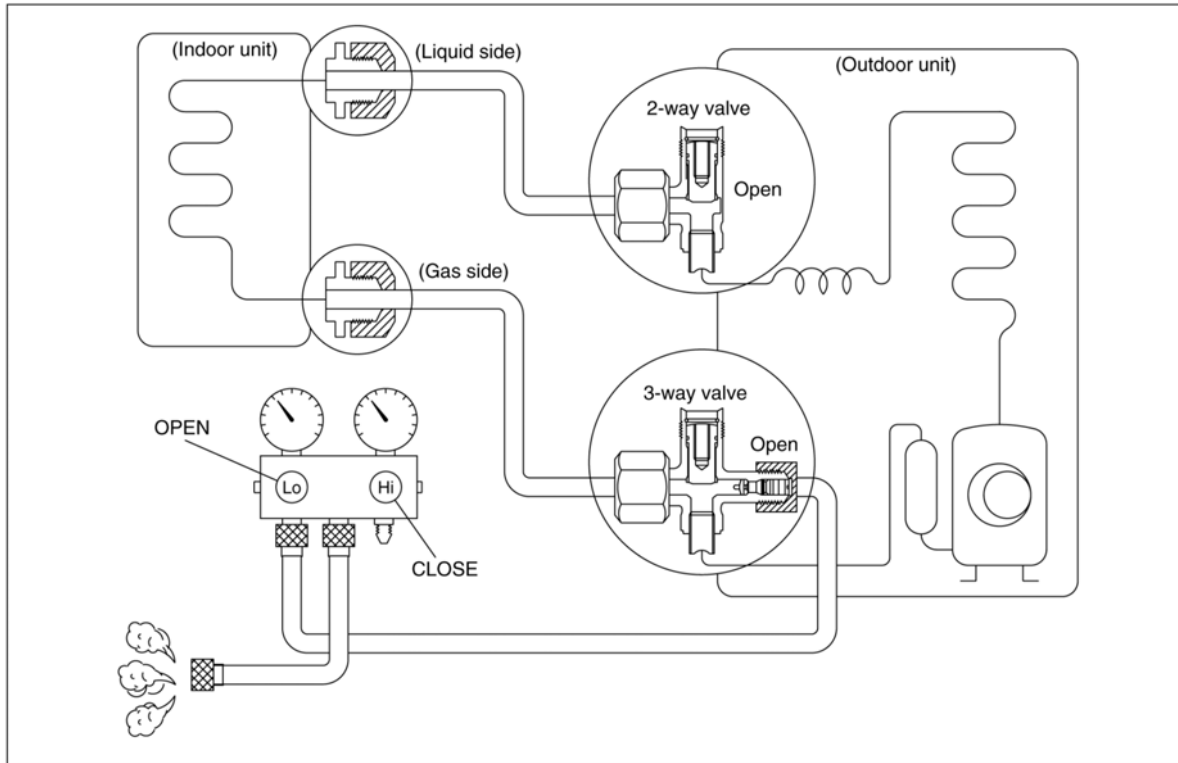 (Indoor unit)
(Liquid side)
(Outdoor unit)
2-way valve
Open
(Gas side)
3-way valve
Open
OPEN
Lo
Hi
CLOSE